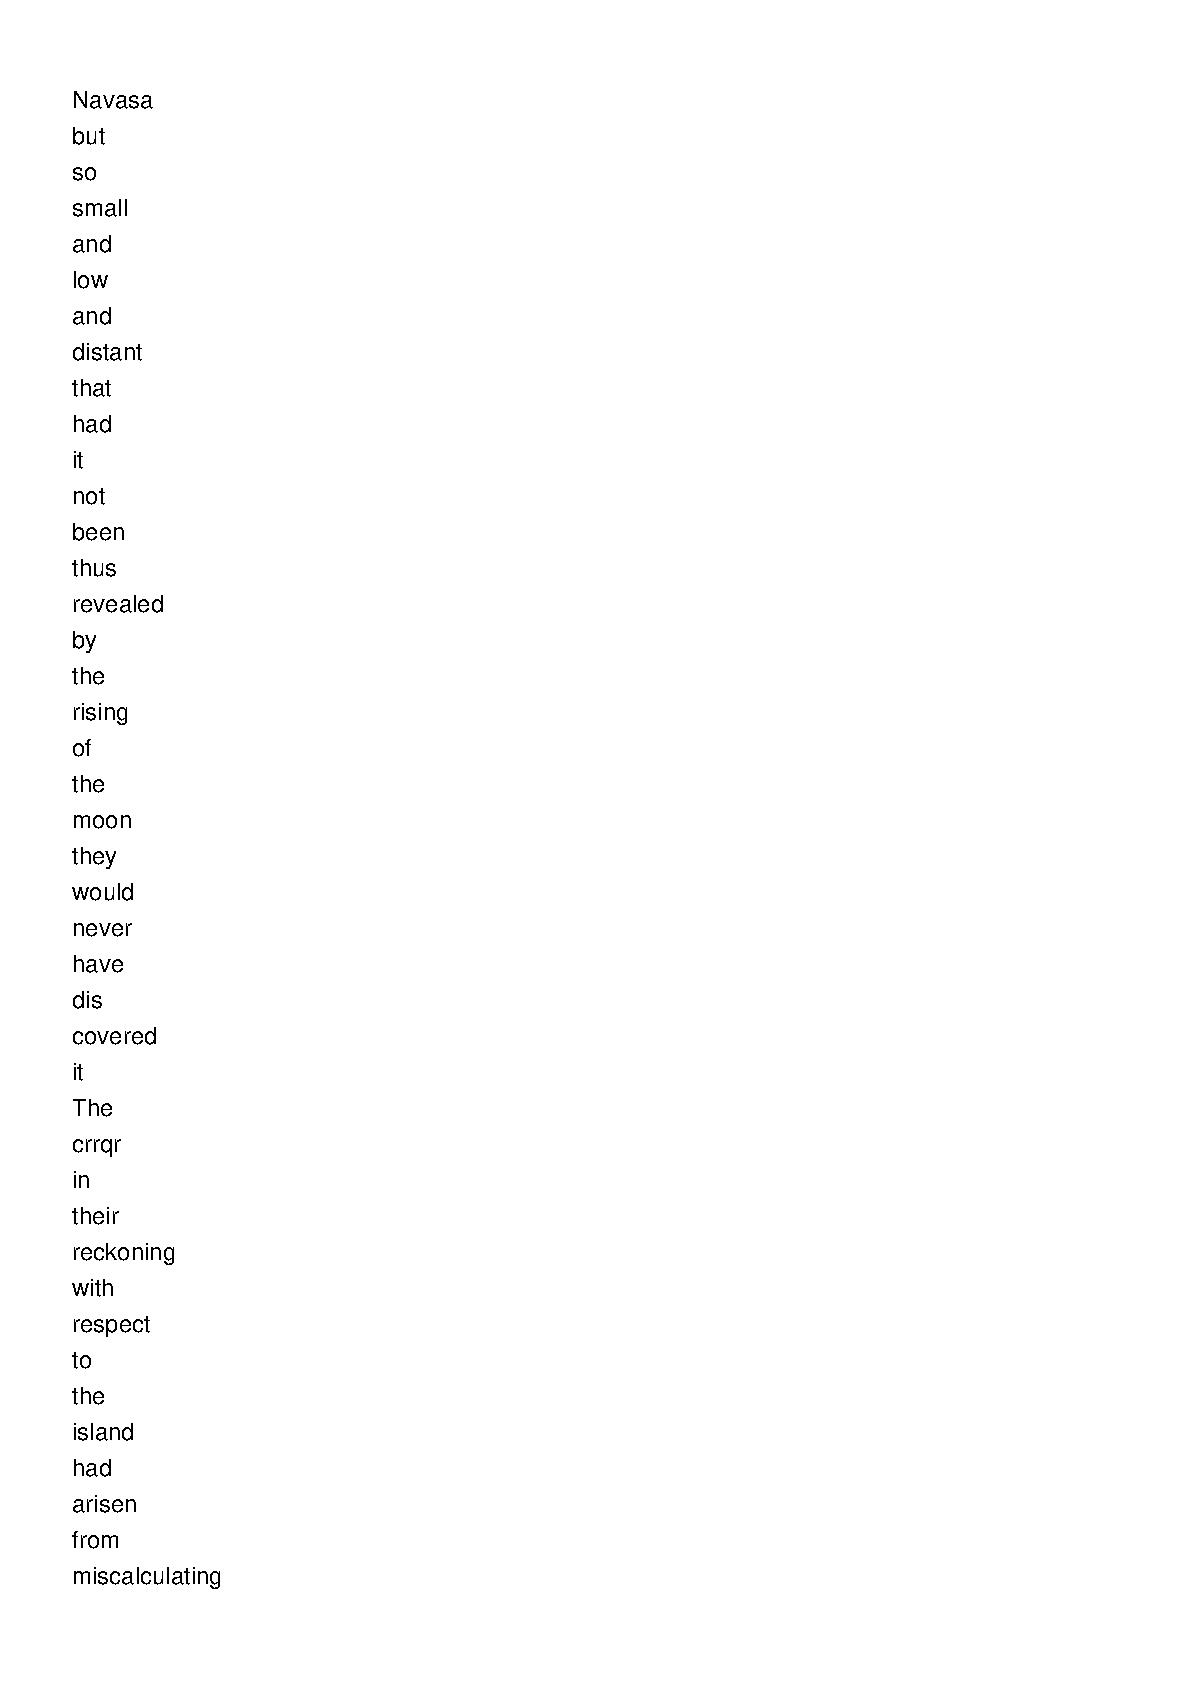 Navasa
but
so
small
and
low
and
distant
that
had
it
not
been
thus
revealed
by
the
rising
of
the
moon
they
would
never
have
dis
covered
it
The
crrqr
in
their
reckoning
with
respect
to
the
island
had
arisen
from
miscalculating